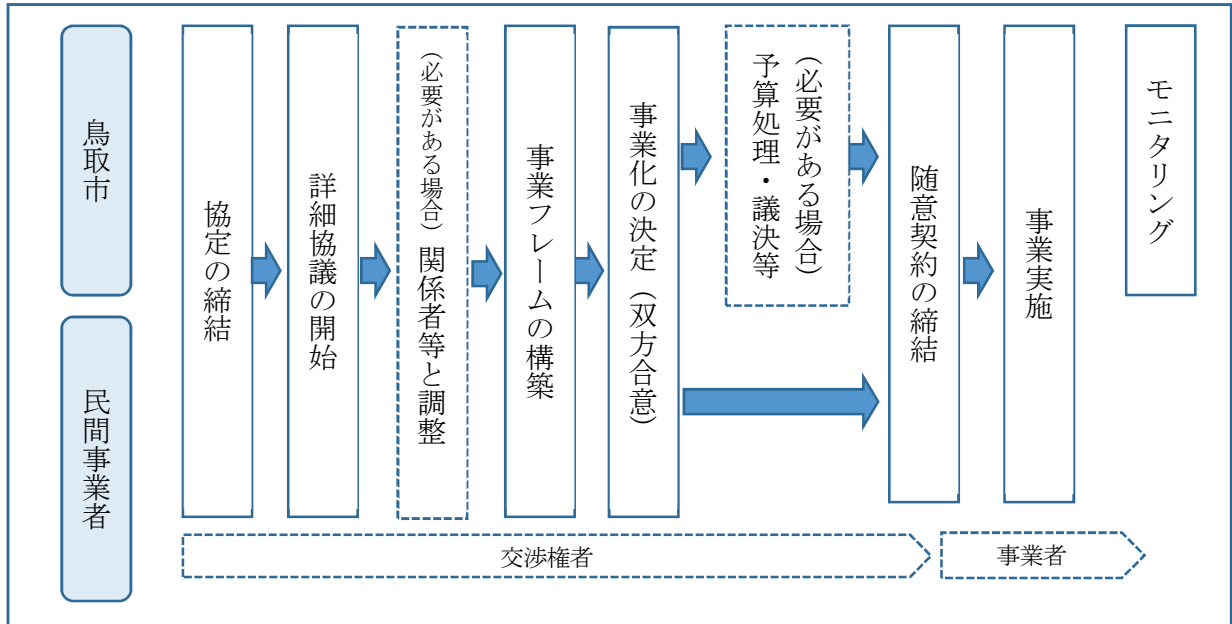 鳥取市
民間事業者
協定の締結
詳細協議の開始
(必要がある場合) 関係者等と調整
事業フレームの構築
事業化の決定(双方合意)
(必要がある場合)
予算処理・議決等
随意契約の締結
事業実施
モニタリング
交渉権者
事業者